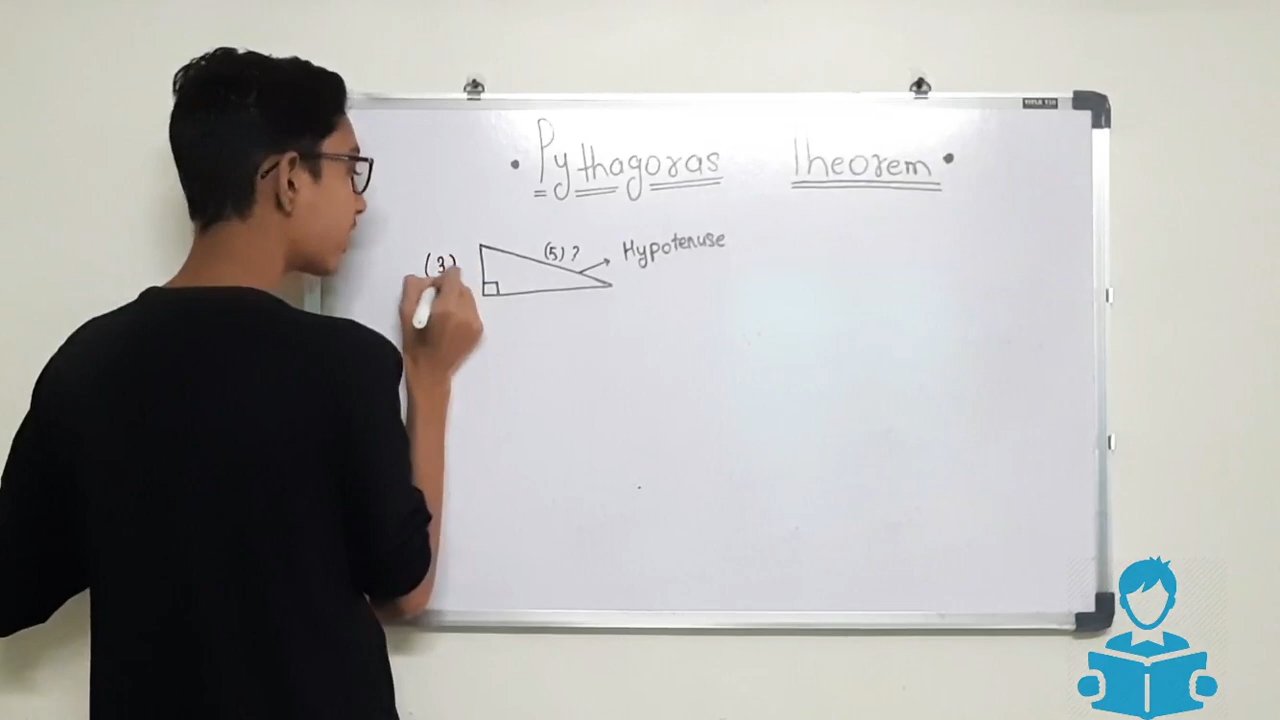 • Pythagoras Theorem •
(5) ? Hypotenuse
(3)